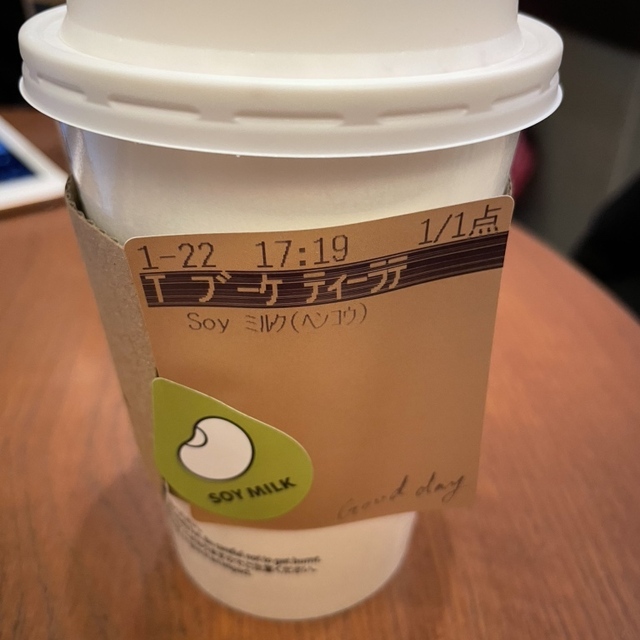 1-22 17:19 1/1点
T ブーケ ティーラテ
Soy ミルク(ヘンコウ)
SOY MILK
Good day